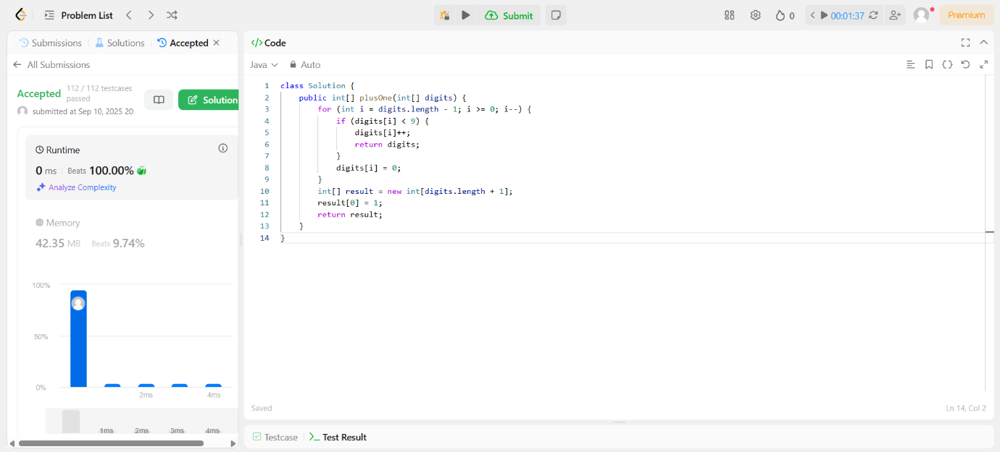 Problem List
Submit
0
00:01:37
Premium
Submissions
Solutions
Accepted
All Submissions
Accepted
112 / 112 testcases
passed
submitted at Sep 10, 2025 20:
Solution
Runtime
0 ms Beats 100.00%
Analyze Complexity
Memory
42.35 MB Beats 9.74%
100%
50%
0%
2ms 4ms
1ms 2ms 3ms 4ms
</> Code
Java Auto
1 class Solution {
2 public int[] plusOne(int[] digits) {
3 for (int i = digits.length - 1; i >= 0; i--) {
4 if (digits[i] < 9) {
5 digits[i]++;
6 return digits;
7 }
8 digits[i] = 0;
9 }
10 int[] result = new int[digits.length + 1];
11 result[0] = 1;
12 return result;
13 }
14 }
Saved
Ln 14, Col 2
Testcase
>_ Test Result